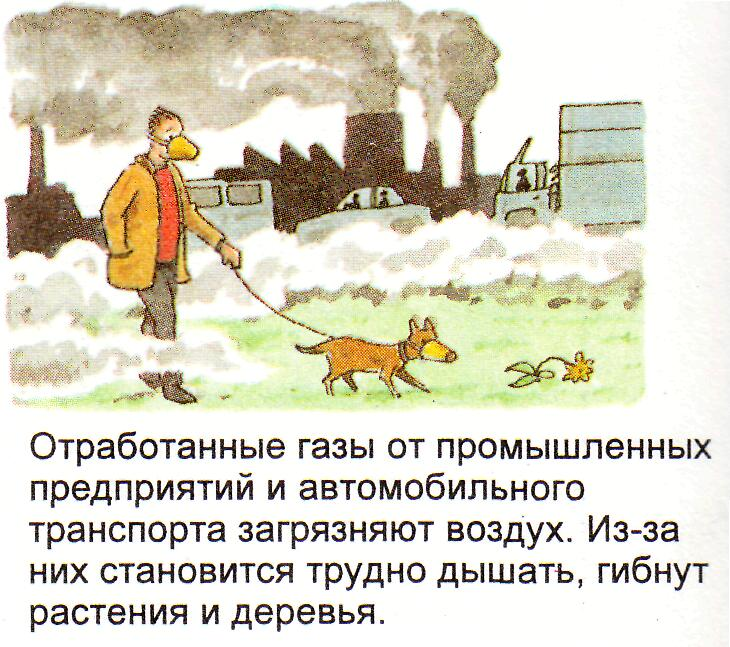 Отработанные газы от промышленных
предприятий и автомобильного
транспорта загрязняют воздух. Из-за
них становится трудно дышать, гибнут
растения и деревья.